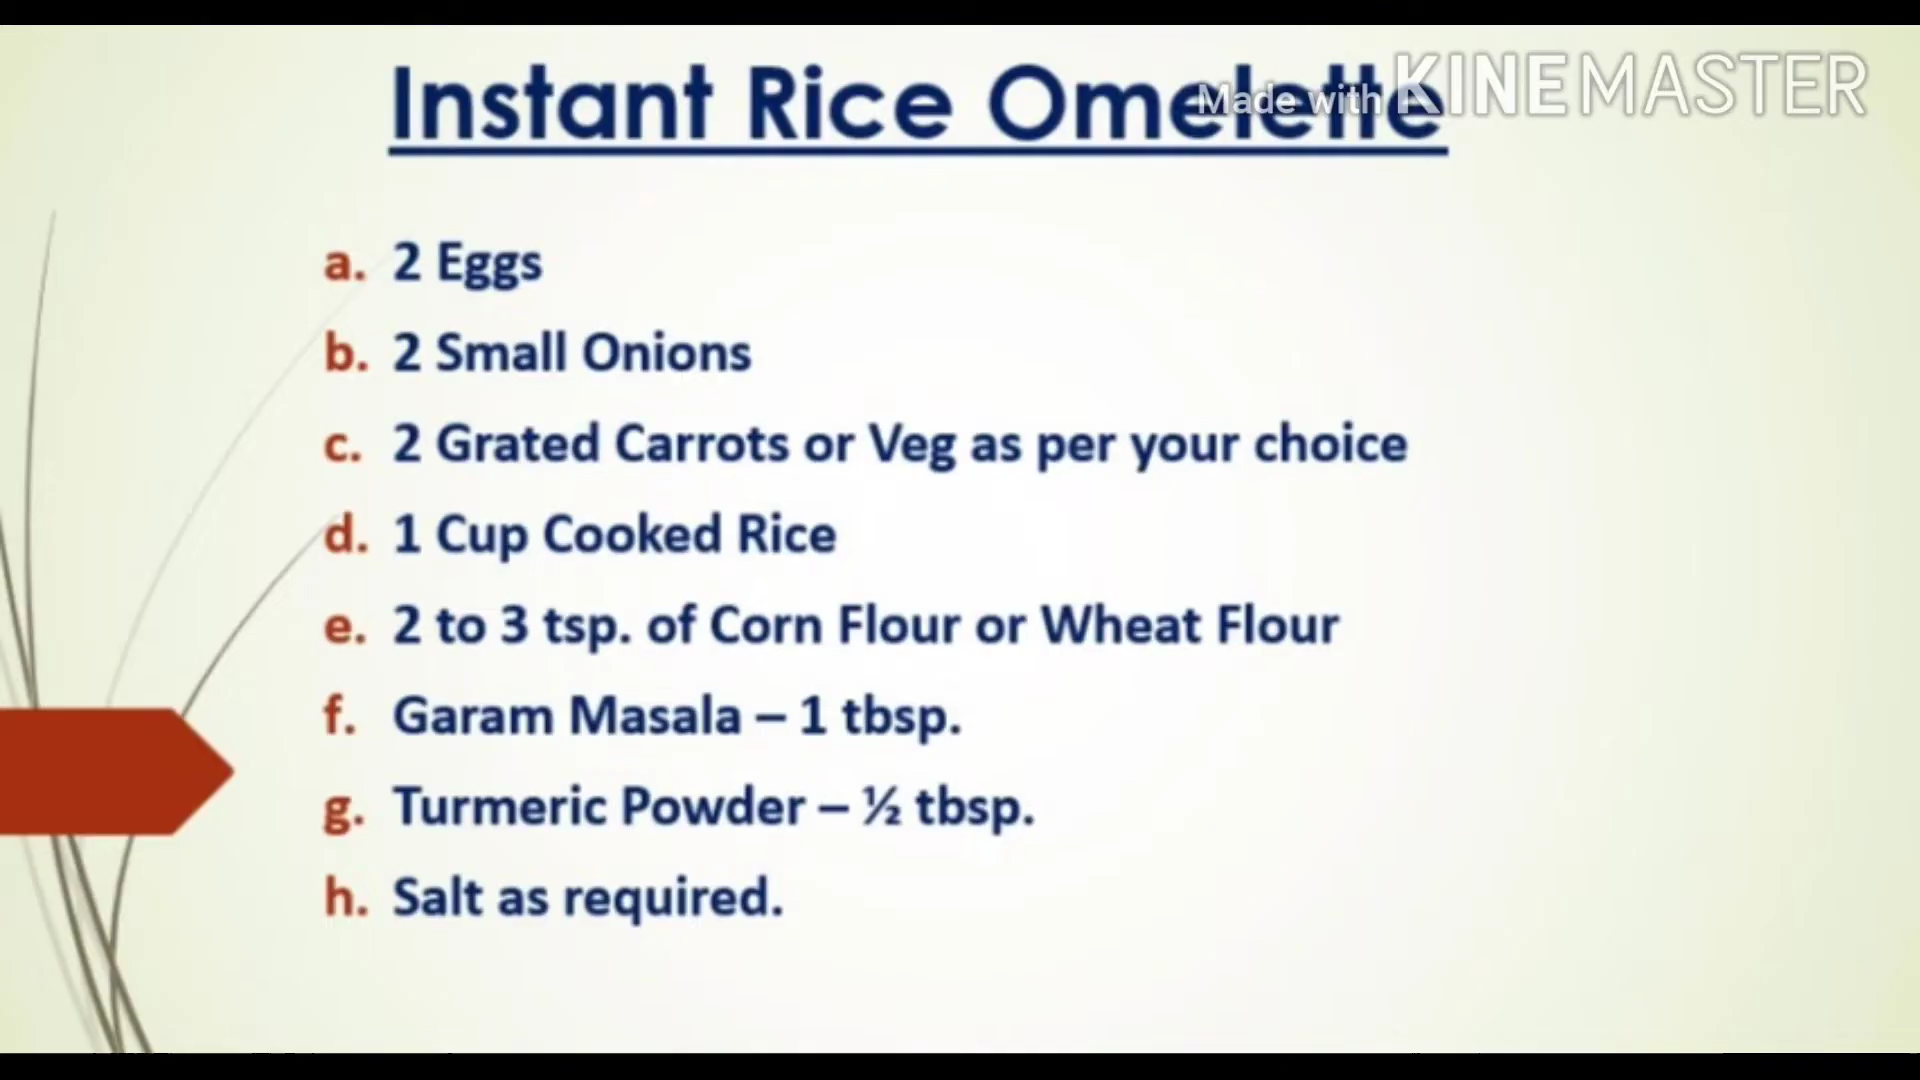 Instant Rice Omelette
Made with KINEMASTER
a. 2 Eggs
b. 2 Small Onions
c. 2 Grated Carrots or Veg as per your choice
d. 1 Cup Cooked Rice
e. 2 to 3 tsp. of Corn Flour or Wheat Flour
f. Garam Masala – 1 tbsp.
g. Turmeric Powder – ½ tbsp.
h. Salt as required.